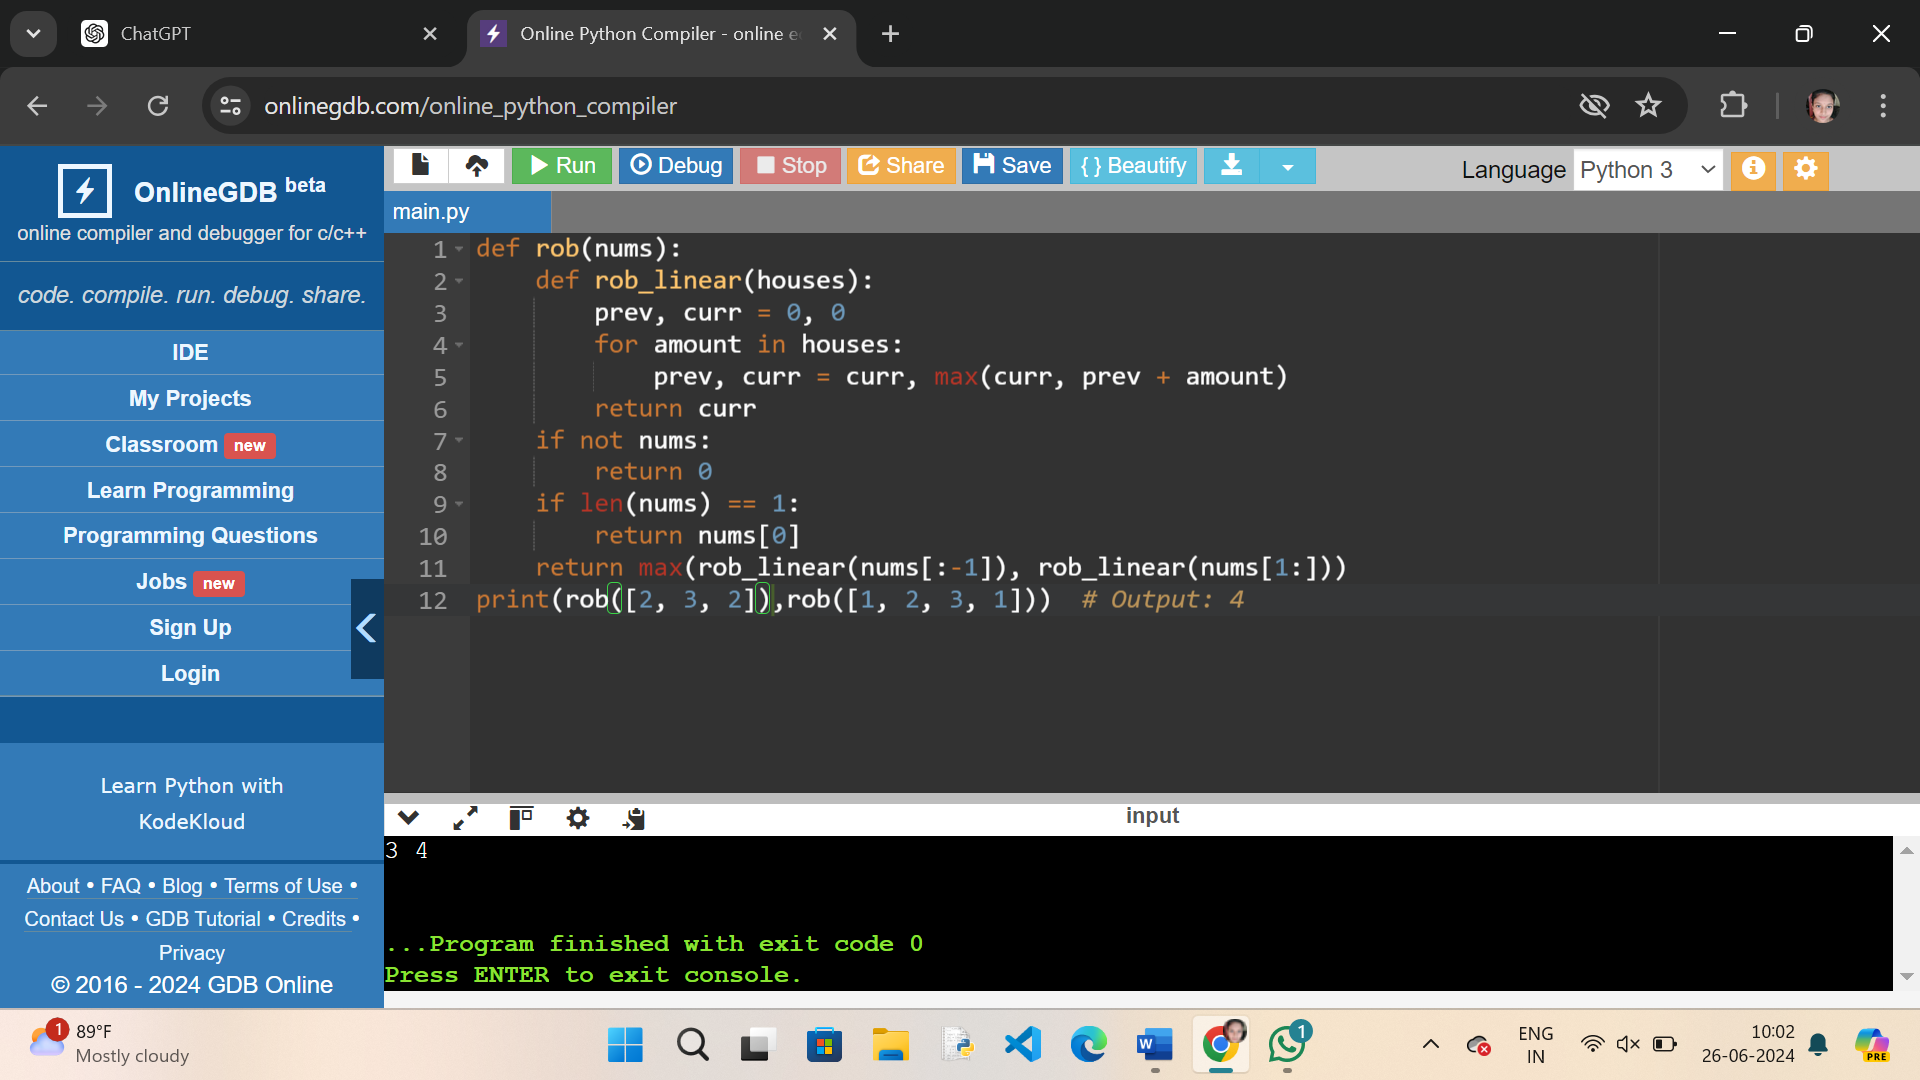 ChatGPT
Online Python Compiler - online e
onlinegdb.com/online_python_compiler
OnlineGDB beta
online compiler and debugger for c/c++
code. compile. run. debug. share.
IDE
My Projects
Classroom new
Learn Programming
Programming Questions
Jobs new
Sign Up
Login
Learn Python with
KodeKloud
About • FAQ • Blog • Terms of Use •
Contact Us • GDB Tutorial • Credits •
Privacy
© 2016 - 2024 GDB Online
Run Debug Stop Share Save {} Beautify
Language Python 3
main.py
1 def rob(nums):
2     def rob_linear(houses):
3         prev, curr = 0, 0
4         for amount in houses:
5             prev, curr = curr, max(curr, prev + amount)
6         return curr
7     if not nums:
8         return 0
9     if len(nums) == 1:
10         return nums[0]
11     return max(rob_linear(nums[:-1]), rob_linear(nums[1:]))
12 print(rob([2, 3, 2]),rob([1, 2, 3, 1]))  # Output: 4
input
3 4
...Program finished with exit code 0
Press ENTER to exit console.
1
89°F
Mostly cloudy
W
1
ENG
IN
10:02
26-06-2024
PRE